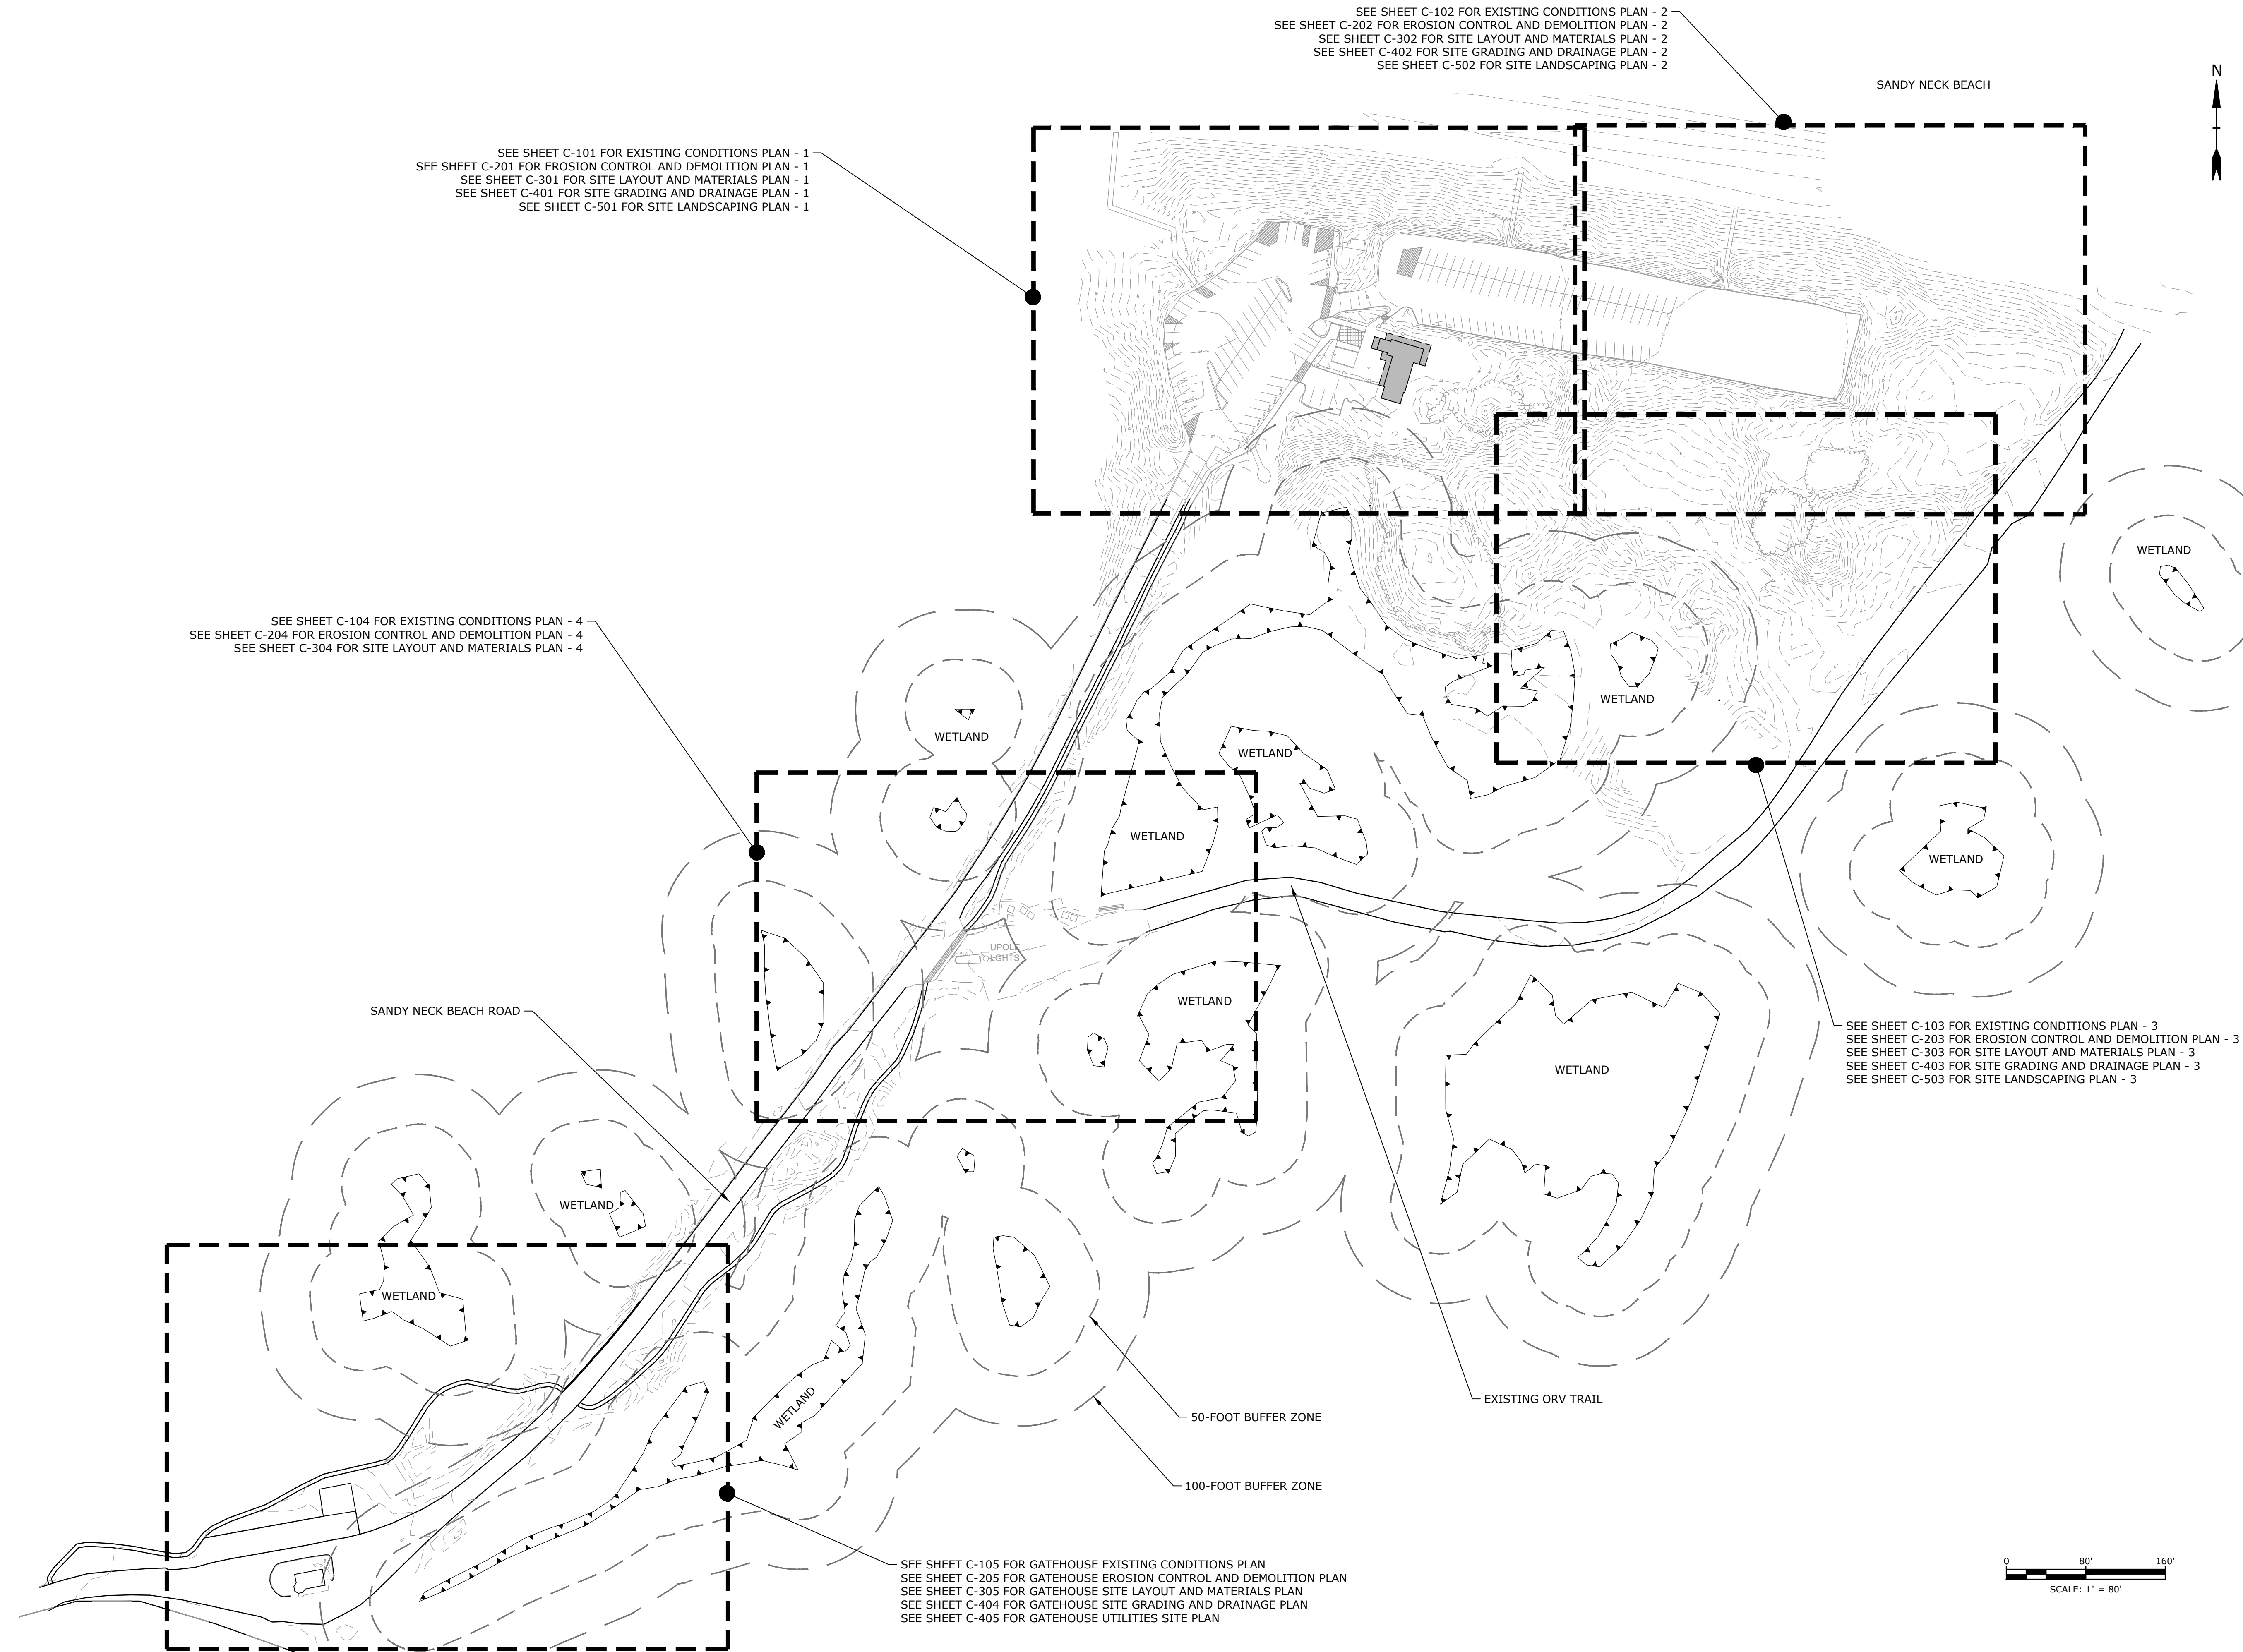 SEE SHEET C-102 FOR EXISTING CONDITIONS PLAN - 2
SEE SHEET C-202 FOR EROSION CONTROL AND DEMOLITION PLAN - 2
SEE SHEET C-302 FOR SITE LAYOUT AND MATERIALS PLAN - 2
SEE SHEET C-402 FOR SITE GRADING AND DRAINAGE PLAN - 2
SEE SHEET C-502 FOR SITE LANDSCAPING PLAN - 2
N
SANDY NECK BEACH
SEE SHEET C-101 FOR EXISTING CONDITIONS PLAN - 1
SEE SHEET C-201 FOR EROSION CONTROL AND DEMOLITION PLAN - 1
SEE SHEET C-301 FOR SITE LAYOUT AND MATERIALS PLAN - 1
SEE SHEET C-401 FOR SITE GRADING AND DRAINAGE PLAN - 1
SEE SHEET C-501 FOR SITE LANDSCAPING PLAN - 1
WETLAND
SEE SHEET C-104 FOR EXISTING CONDITIONS PLAN - 4
SEE SHEET C-204 FOR EROSION CONTROL AND DEMOLITION PLAN - 4
SEE SHEET C-304 FOR SITE LAYOUT AND MATERIALS PLAN - 4
WETLAND
WETLAND
WETLAND
WETLAND
WETLAND
UPOLE
LGHTS
WETLAND
SANDY NECK BEACH ROAD
SEE SHEET C-103 FOR EXISTING CONDITIONS PLAN - 3
SEE SHEET C-203 FOR EROSION CONTROL AND DEMOLITION PLAN - 3
SEE SHEET C-303 FOR SITE LAYOUT AND MATERIALS PLAN - 3
SEE SHEET C-403 FOR SITE GRADING AND DRAINAGE PLAN - 3
SEE SHEET C-503 FOR SITE LANDSCAPING PLAN - 3
WETLAND
WETLAND
WETLAND
WETLAND
EXISTING ORV TRAIL
50-FOOT BUFFER ZONE
100-FOOT BUFFER ZONE
SEE SHEET C-105 FOR GATEHOUSE EXISTING CONDITIONS PLAN
SEE SHEET C-205 FOR GATEHOUSE EROSION CONTROL AND DEMOLITION PLAN
SEE SHEET C-305 FOR GATEHOUSE SITE LAYOUT AND MATERIALS PLAN
SEE SHEET C-404 FOR GATEHOUSE SITE GRADING AND DRAINAGE PLAN
SEE SHEET C-405 FOR GATEHOUSE UTILITIES SITE PLAN
0 80' 160'
SCALE: 1" = 80'